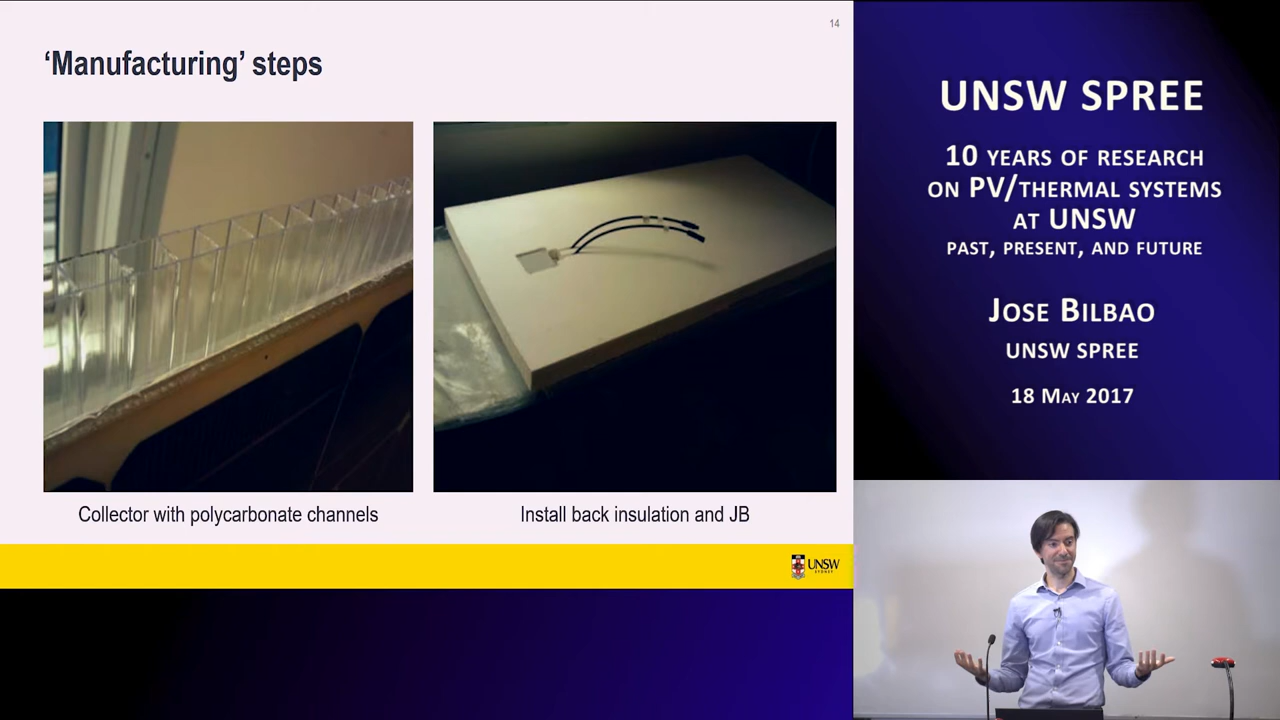 14
‘Manufacturing’ steps
Collector with polycarbonate channels
Install back insulation and JB
UNSW
SYDNEY
UNSW SPREE
10 YEARS OF RESEARCH
ON PV/THERMAL SYSTEMS
AT UNSW
PAST, PRESENT, AND FUTURE
JOSE BILBAO
UNSW SPREE
18 MAY 2017